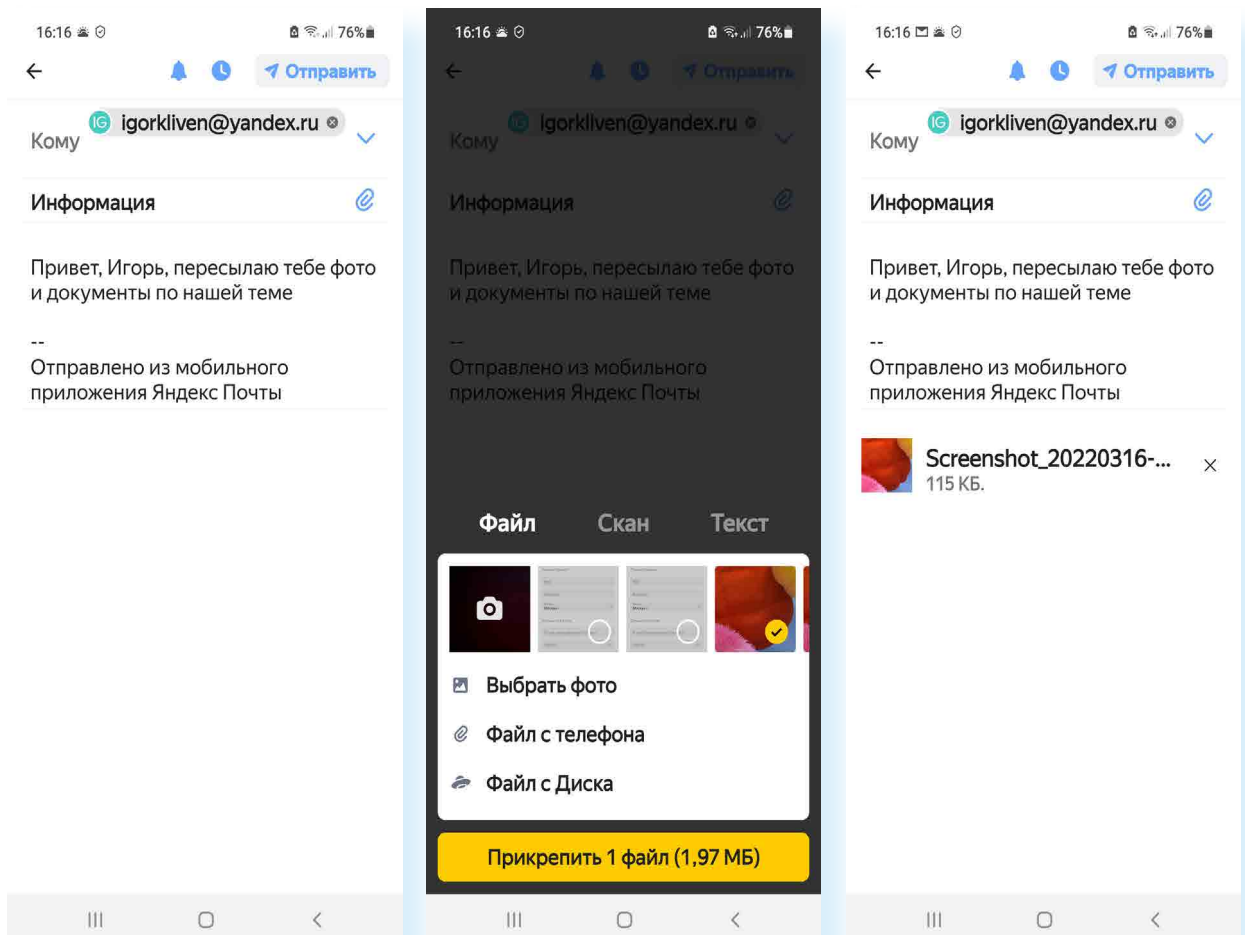 16:16 76%
Отправить
igorkliven@yandex.ru
IG
Кому
Информация
Привет, Игорь, пересылаю тебе фото
и документы по нашей теме
--
Отправлено из мобильного
приложения Яндекс Почты
16:16 76%
Отправить
IG igorkliven@yandex.ru
Кому
Информация
Привет, Игорь, пересылаю тебе фото
и документы по нашей теме
--
Отправлено из мобильного
приложения Яндекс Почты
Файл Скан Текст
Выбрать фото
Файл с телефона
Файл с Диска
Прикрепить 1 файл (1,97 МБ)
16:16 76%
Отправить
IG igorkliven@yandex.ru
Кому
Информация
Привет, Игорь, пересылаю тебе фото
и документы по нашей теме
--
Отправлено из мобильного
приложения Яндекс Почты
Screenshot_20220316-...
115 КБ.